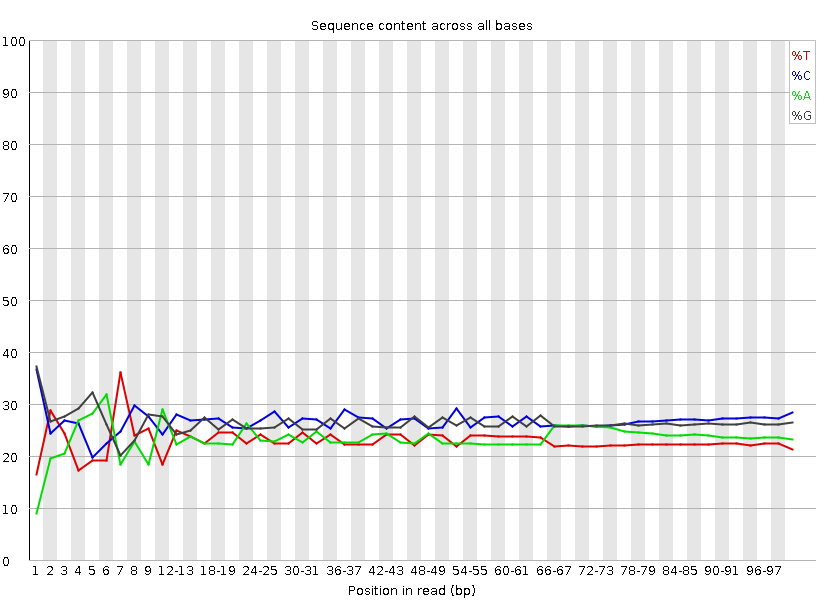 Sequence content across all bases
100
90
80
70
60
50
40
30
20
10
0
%T
%C
%A
%G
1 2 3 4 5 6 7 8 9 12-13 18-19 24-25 30-31 36-37 42-43 48-49 54-55 60-61 66-67 72-73 78-79 84-85 90-91 96-97
Position in read (bp)